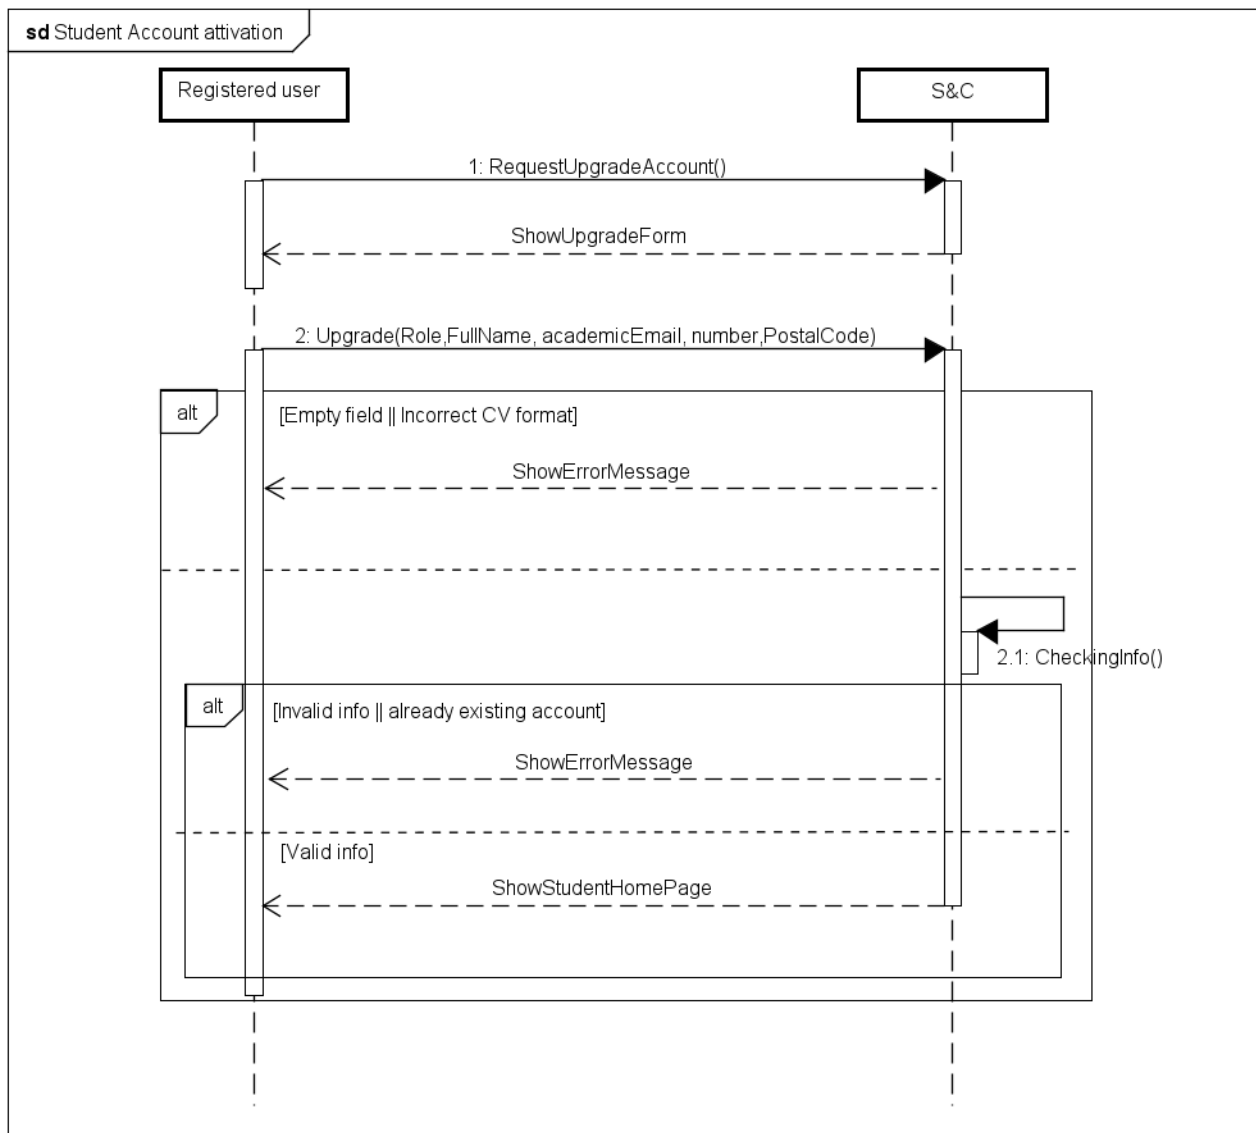 sd Student Account attivation
Registered user
S&C
1: RequestUpgradeAccount()
ShowUpgradeForm
2: Upgrade(Role,FullName, academicEmail, number,PostalCode)
alt
[Empty field || Incorrect CV format]
ShowErrorMessage
2.1: CheckingInfo()
alt
[Invalid info || already existing account]
ShowErrorMessage
[Valid info]
ShowStudentHomePage